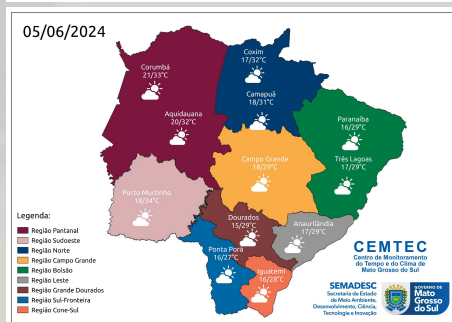 05/06/2024
Coxim
17/32°C
Corumbá
21/33°C
Camapuã
18/31°C
Aquidauana
20/32°C
Paranaíba
16/29°C
Campo Grande
18/29°C
Três Lagoas
17/29°C
Porto Murtinho
18/34°C
Dourados
15/29°C
Anaurilândia
17/29°C
Ponta Porã
16/27°C
Iguatemi
16/28°C
Legenda:
Região Pantanal
Região Sudoeste
Região Norte
Região Campo Grande
Região Bolsão
Região Leste
Região Grande Dourados
Região Sul-Fronteira
Região Cone-Sul
CEMTEC
Centro de Monitoramento
do Tempo e do Clima de
Mato Grosso do Sul
SEMADESC
Secretaria de Estado
de Meio Ambiente,
Desenvolvimento, Ciência,
Tecnologia e Inovação
GOVERNO DE
Mato
Grosso
do Sul